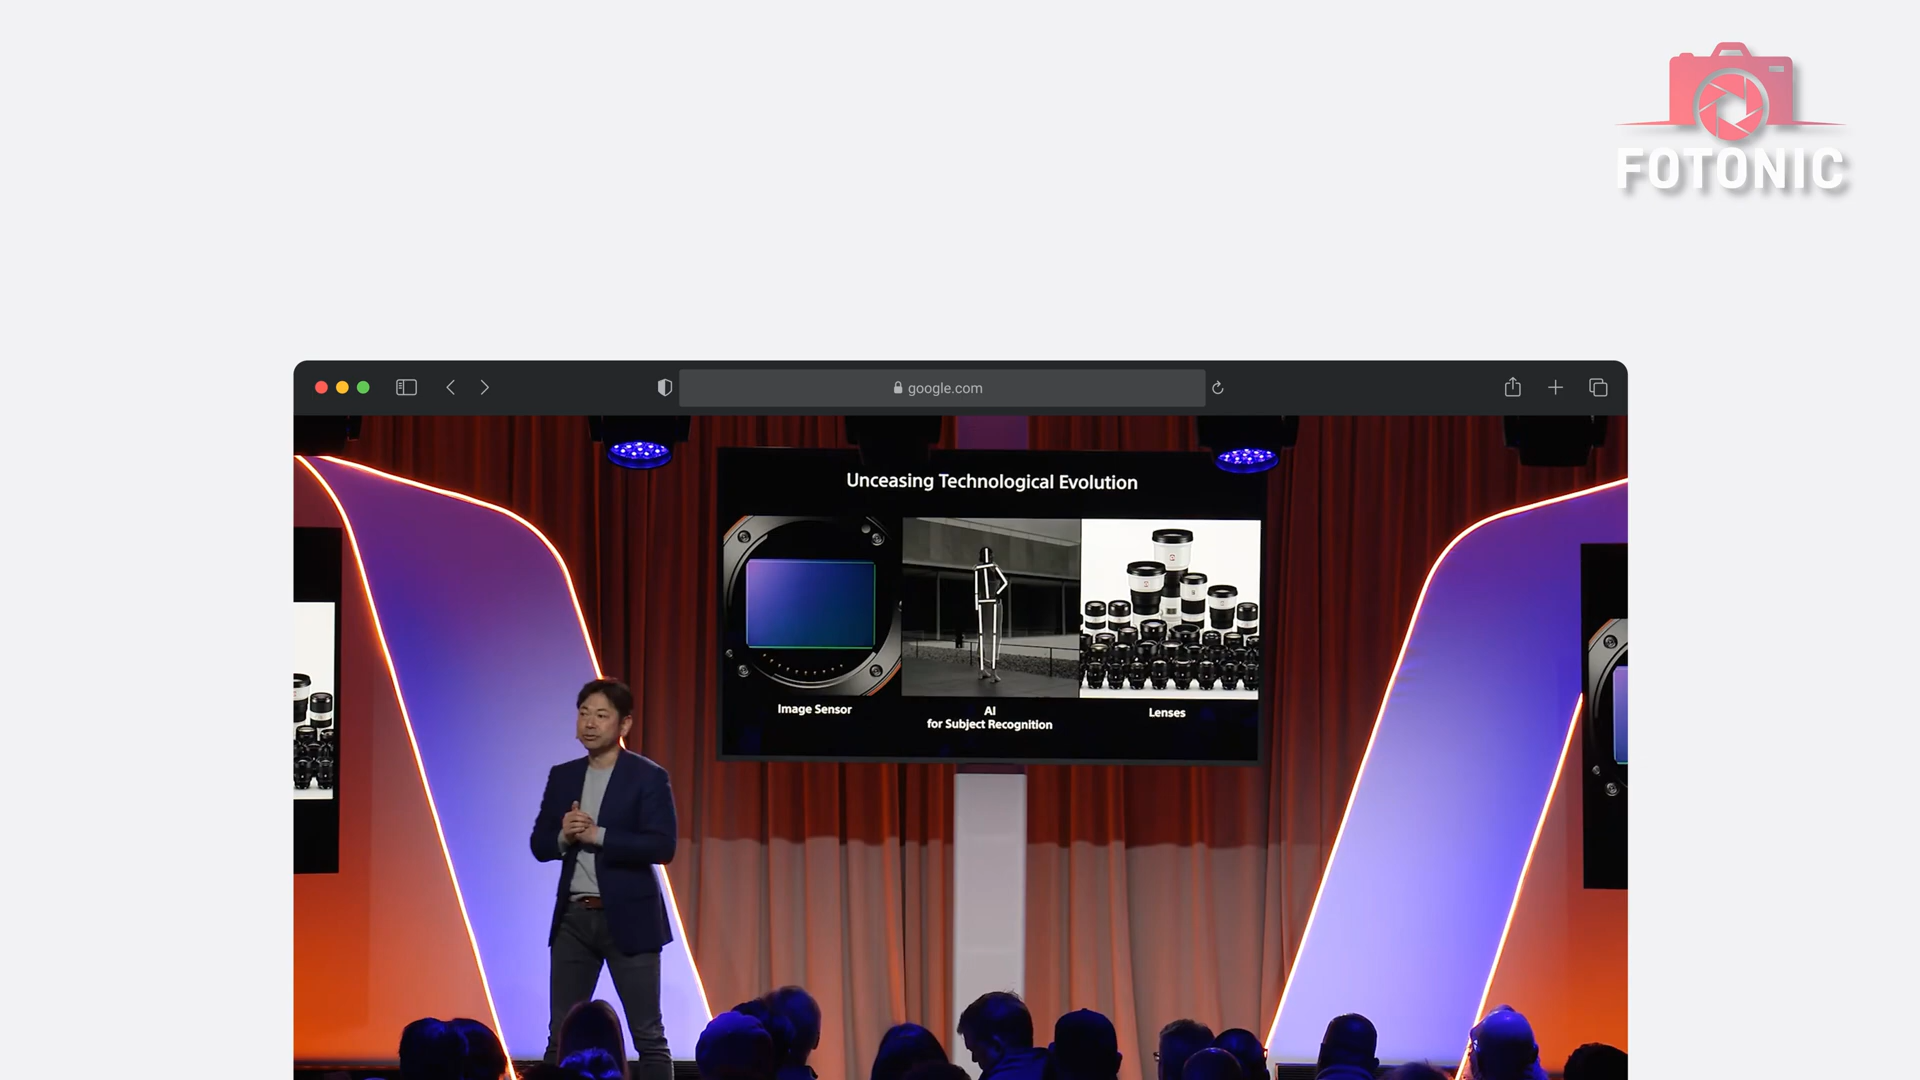 FOTONIC
google.com
Unceasing Technological Evolution
Image Sensor
AI
for Subject Recognition
Lenses